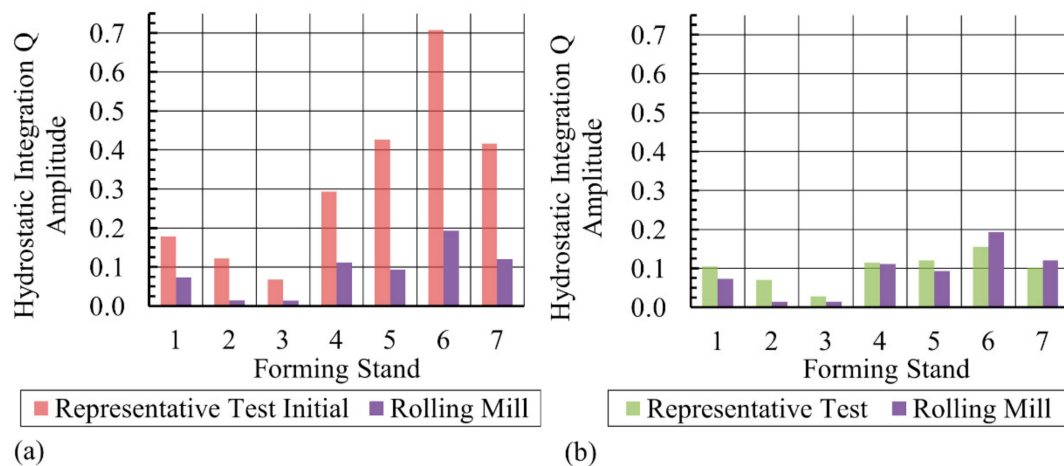 Hydrostatic Integration Q
Amplitude
0.7
0.6
0.5
0.4
0.3
0.2
0.1
0.0
1 2 3 4 5 6 7
Forming Stand
Representative Test Initial Rolling Mill
(a)
Hydrostatic Integration Q
Amplitude
0.7
0.6
0.5
0.4
0.3
0.2
0.1
0.0
1 2 3 4 5 6 7
Forming Stand
Representative Test Rolling Mill
(b)